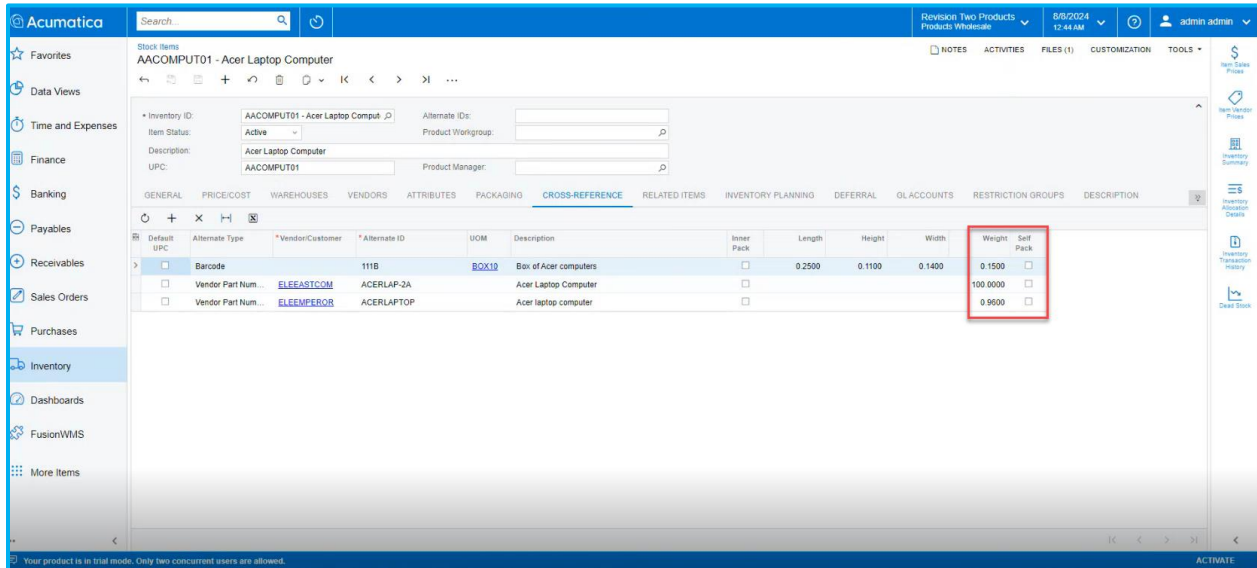 Acumatica
Search...
Revision Two Products
Products Wholesale
8/8/2024
12:44 AM
admin admin
Favorites
Data Views
Time and Expenses
Finance
Banking
Payables
Receivables
Sales Orders
Purchases
Inventory
Dashboards
FusionWMS
More Items
Stock Items
AACOMPUT01 - Acer Laptop Computer
NOTES ACTIVITIES FILES (1) CUSTOMIZATION TOOLS
* Inventory ID: AACOMPUT01 - Acer Laptop Comput Alternate IDs:
Item Status: Active Product Workgroup:
Description: Acer Laptop Computer
UPC: AACOMPUT01 Product Manager:
GENERAL PRICE/COST WAREHOUSES VENDORS ATTRIBUTES PACKAGING CROSS-REFERENCE RELATED ITEMS INVENTORY PLANNING DEFERRAL GL ACCOUNTS RESTRICTION GROUPS DESCRIPTION
Default UPC Alternate Type * Vendor/Customer * Alternate ID UOM Description Inner Pack Length Height Width Weight Self Pack
Barcode 111B BOX10 Box of Acer computers 0.2500 0.1100 0.1400 0.1500
Vendor Part Num... ELEEASTCOM ACERLAP-2A Acer Laptop Computer 100.0000
Vendor Part Num... ELEEMPEROR ACERLAPTOP Acer laptop computer 0.9600
Item Sales
Prices
Item Vendor
Prices
Inventory
Summary
Inventory
Allocation
Details
Inventory
Transaction
History
Dead Stock
Your product is in trial mode. Only two concurrent users are allowed.
ACTIVATE